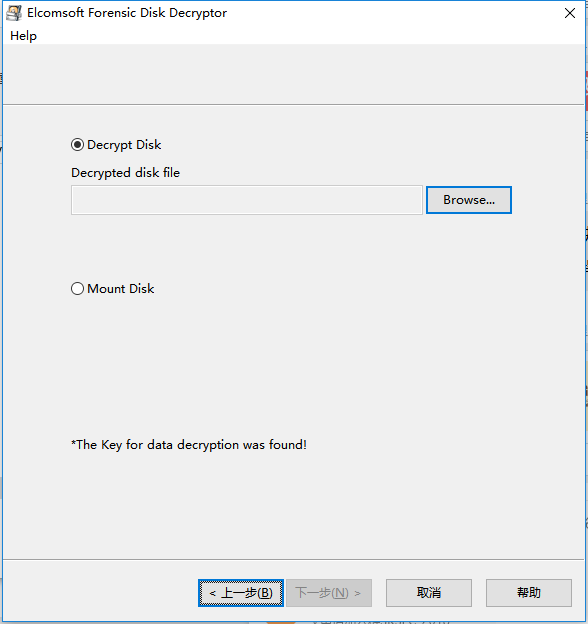 Elcomsoft Forensic Disk Decryptor
Help
Decrypt Disk
Decrypted disk file
Browse...
Mount Disk
*The Key for data decryption was found!
< 上一步(B) 下一步(N) > 取消 帮助